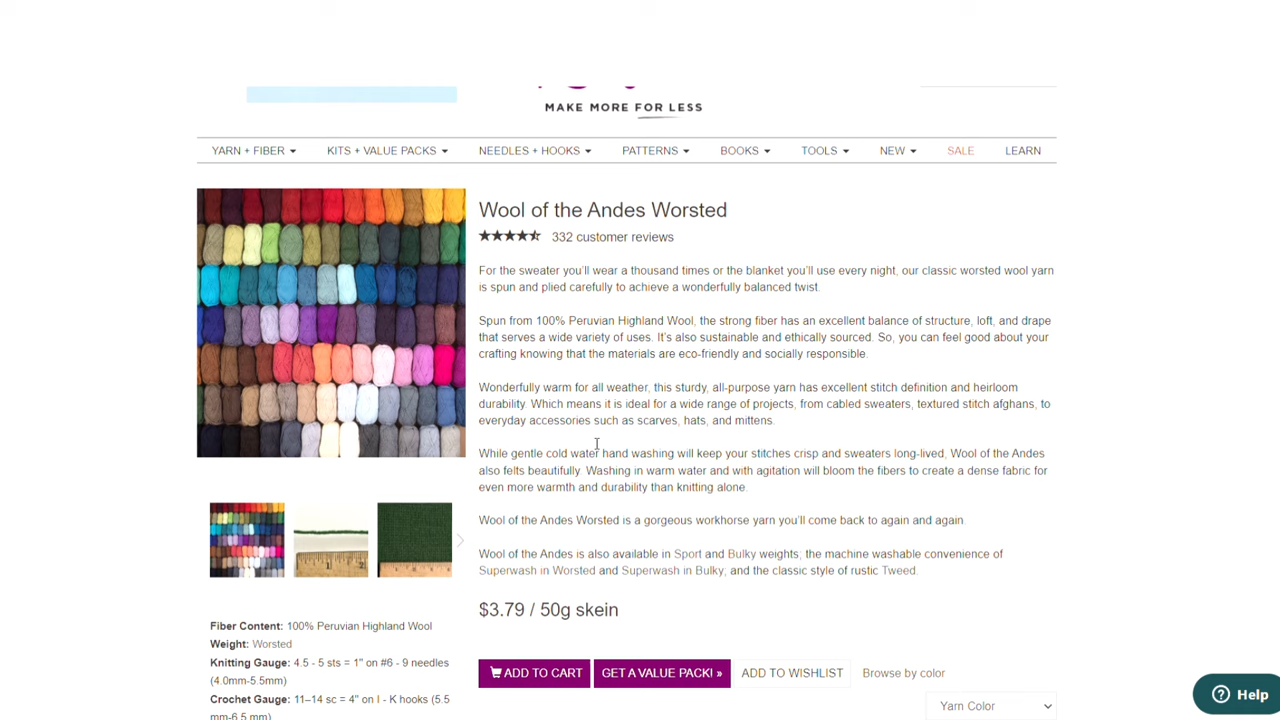 MAKE MORE FOR LESS
YARN + FIBER KITS + VALUE PACKS NEEDLES + HOOKS PATTERNS BOOKS TOOLS NEW SALE LEARN
Wool of the Andes Worsted
332 customer reviews
For the sweater you'll wear a thousand times or the blanket you'll use every night, our classic worsted wool yarn
is spun and plied carefully to achieve a wonderfully balanced twist.
Spun from 100% Peruvian Highland Wool, the strong fiber has an excellent balance of structure, loft, and drape
that serves a wide variety of uses. It's also sustainable and ethically sourced. So, you can feel good about your
crafting knowing that the materials are eco-friendly and socially responsible.
Wonderfully warm for all weather, this sturdy, all-purpose yarn has excellent stitch definition and heirloom
durability. Which means it is ideal for a wide range of projects, from cabled sweaters, textured stitch afghans, to
everyday accessories such as scarves, hats, and mittens.
While gentle cold water hand washing will keep your stitches crisp and sweaters long-lived, Wool of the Andes
also felts beautifully. Washing in warm water and with agitation will bloom the fibers to create a dense fabric for
even more warmth and durability than knitting alone.
Wool of the Andes Worsted is a gorgeous workhorse yarn you'll come back to again and again.
Wool of the Andes is also available in Sport and Bulky weights; the machine washable convenience of
Superwash in Worsted and Superwash in Bulky; and the classic style of rustic Tweed.
$3.79 / 50g skein
ADD TO CART GET A VALUE PACK! » ADD TO WISHLIST Browse by color
Yarn Color
Fiber Content: 100% Peruvian Highland Wool
Weight: Worsted
Knitting Gauge: 4.5 - 5 sts = 1" on #6 - 9 needles
(4.0mm-5.5mm)
Crochet Gauge: 11–14 sc = 4" on I - K hooks (5.5
mm-6.5 mm)
Help